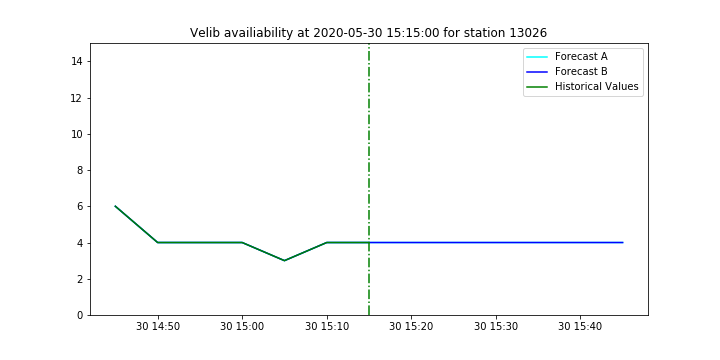 Velib availiability at 2020-05-30 15:15:00 for station 13026
Forecast A
Forecast B
Historical Values
14
12
10
8
6
4
2
0
30 14:50 30 15:00 30 15:10 30 15:20 30 15:30 30 15:40